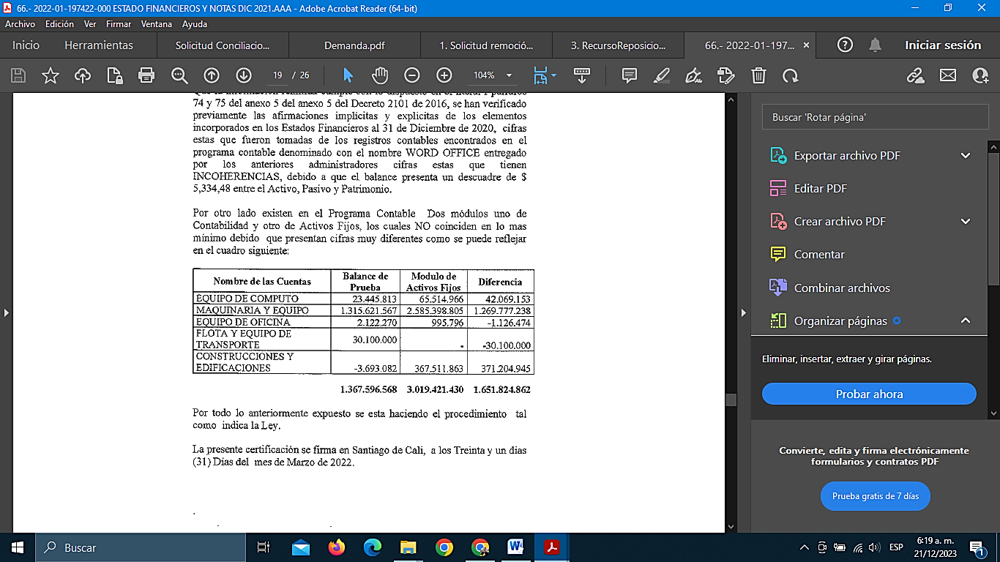 66.- 2022-01-197422-000 ESTADO FINANCIEROS Y NOTAS DIC 2021.AAA - Adobe Acrobat Reader (64-bit)
Archivo Edición Ver Firmar Ventana Ayuda
Inicio Herramientas Solicitud Conciliacio... Demanda.pdf 1. Solicitud remoció... 3. RecursoReposicio... 66.- 2022-01-197... × Iniciar sesión
19 / 26 104%
74 y 75 del anexo 5 del anexo 5 del Decreto 2101 de 2016, se han verificado
previamente las afirmaciones implícitas y explicitas de los elementos
incorporados en los Estados Financieros al 31 de Diciembre de 2020, cifras
estas que fueron tomadas de los registros contables encontrados en el
programa contable denominado con el nombre WORD OFFICE entregado
por los anteriores administradores cifras estas que tienen
INCOHERENCIAS, debido a que el balance presenta un descuadre de $
5,334,48 entre el Activo, Pasivo y Patrimonio.
Por otro lado existen en el Programa Contable Dos módulos uno de
Contabilidad y otro de Activos Fijos, los cuales NO coinciden en lo mas
mínimo debido que presentan cifras muy diferentes como se puede reflejar
en el cuadro siguiente:
Nombre de las Cuentas Balance de Prueba Modulo de Activos Fijos Diferencia
EQUIPO DE COMPUTO 23.445.813 65.514.966 42.069.153
MAQUINARIA Y EQUIPO 1.315.621.567 2.585.398.805 1.269.777.238
EQUIPO DE OFICINA 2.122.270 995.796 -1.126.474
FLOTA Y EQUIPO DE TRANSPORTE 30.100.000 - -30.100.000
CONSTRUCCIONES Y EDIFICACIONES -3.693.082 367.511.863 371.204.945
1.367.596.568 3.019.421.430 1.651.824.862
Por todo lo anteriormente expuesto se esta haciendo el procedimiento tal
como indica la Ley.
La presente certificación se firma en Santiago de Cali, a los Treinta y un dias
(31) Dias del mes de Marzo de 2022.
Buscar 'Rotar página'
Exportar archivo PDF
Editar PDF
Crear archivo PDF
Comentar
Combinar archivos
Organizar páginas
Eliminar, insertar, extraer y girar páginas.
Probar ahora
Convierte, edita y firma electrónicamente
formularios y contratos PDF
Prueba gratis de 7 días
Buscar
ESP
6:19 a. m.
21/12/2023
1